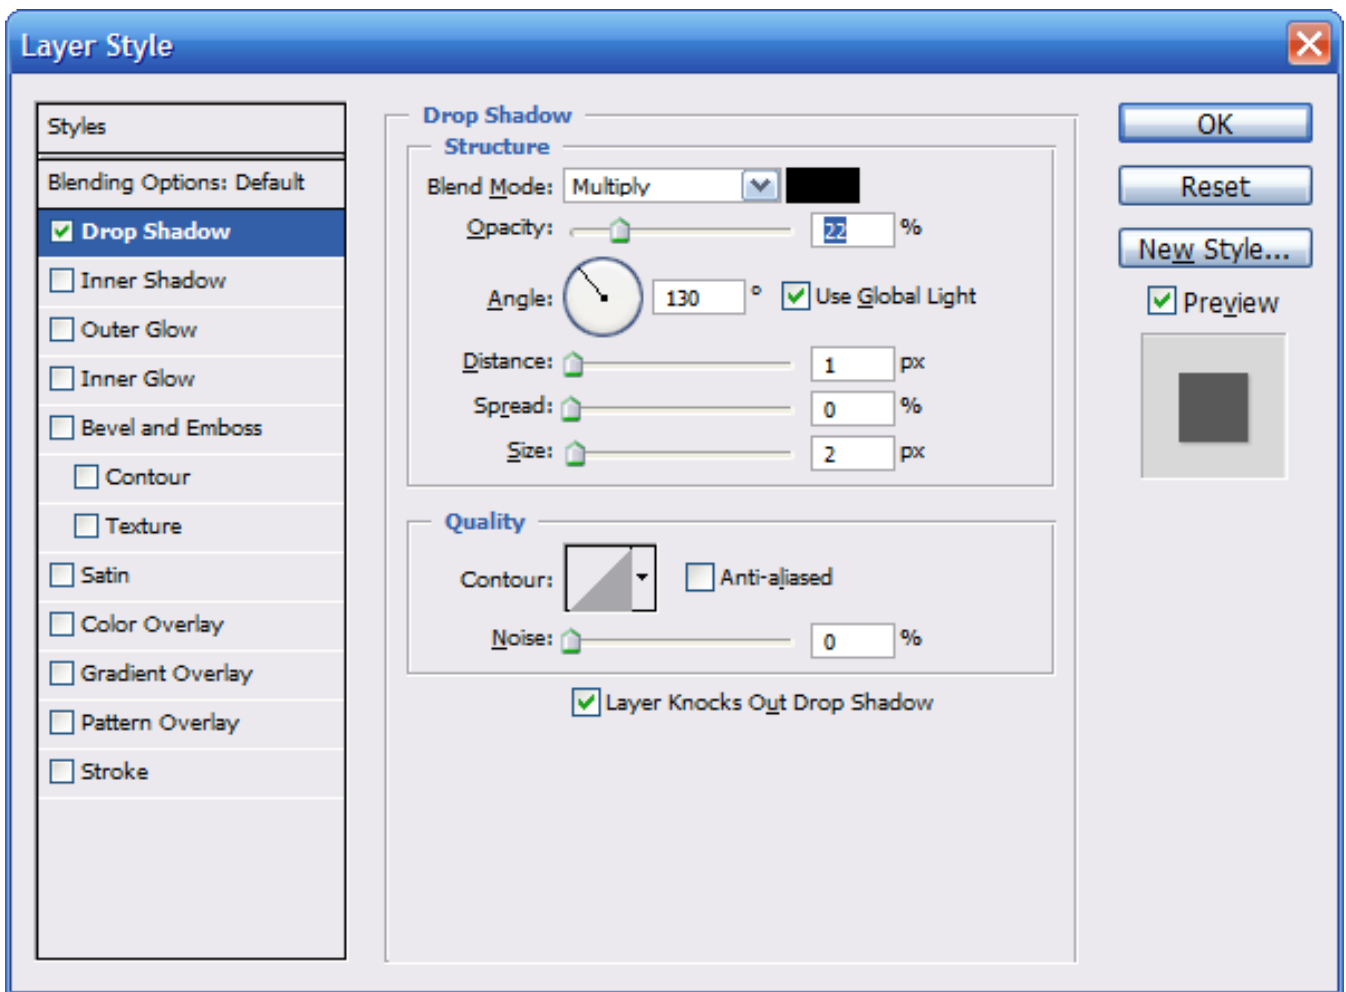 Layer Style
Styles
Blending Options: Default
Drop Shadow
Inner Shadow
Outer Glow
Inner Glow
Bevel and Emboss
Contour
Texture
Satin
Color Overlay
Gradient Overlay
Pattern Overlay
Stroke
Drop Shadow
Structure
Blend Mode: Multiply
Opacity: 22 %
Angle: 130 ° Use Global Light
Distance: 1 px
Spread: 0 %
Size: 2 px
Quality
Contour: Anti-aliased
Noise: 0 %
Layer Knocks Out Drop Shadow
OK
Reset
New Style...
Preview